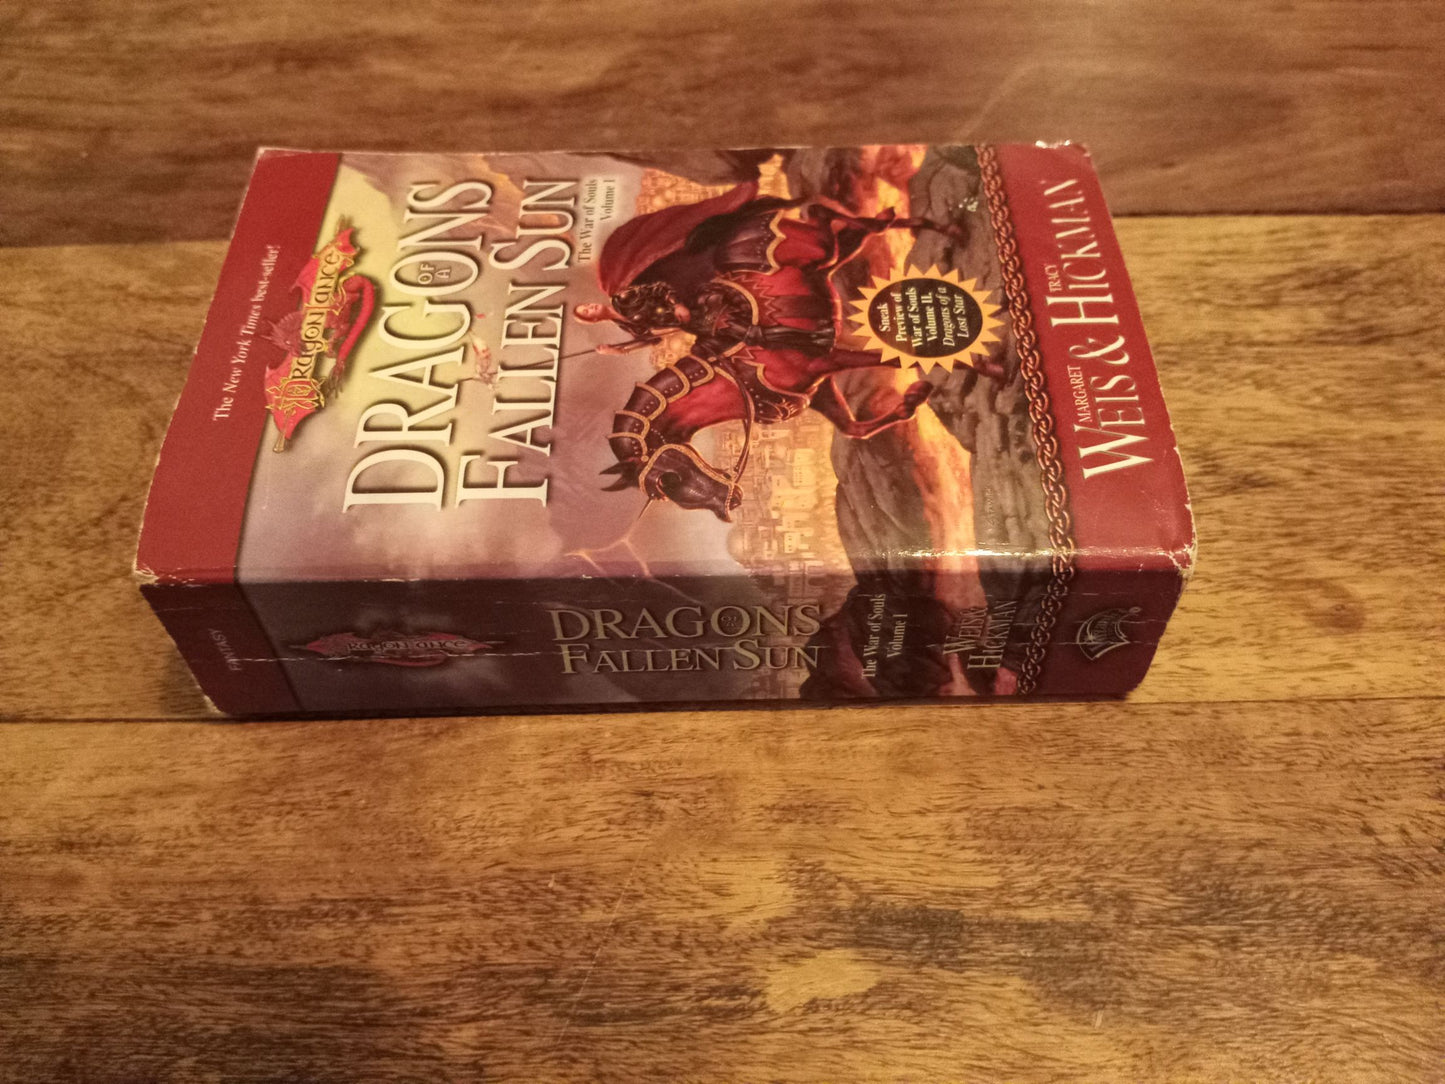 The New York Times best-seller!
DRAGONLANCE
DRAGONS
OF A
FALLEN SUN
The War of Souls
Volume I
Sneak
Preview of
War of Souls
Volume II,
Dragons of a
Lost Star
MARGARET TRACY
WEIS & HICKMAN
FANTASY
DRAGONLANCE
DRAGONS
OF A
FALLEN SUN
The War of Souls
Volume I
WEIS &
HICKMAN